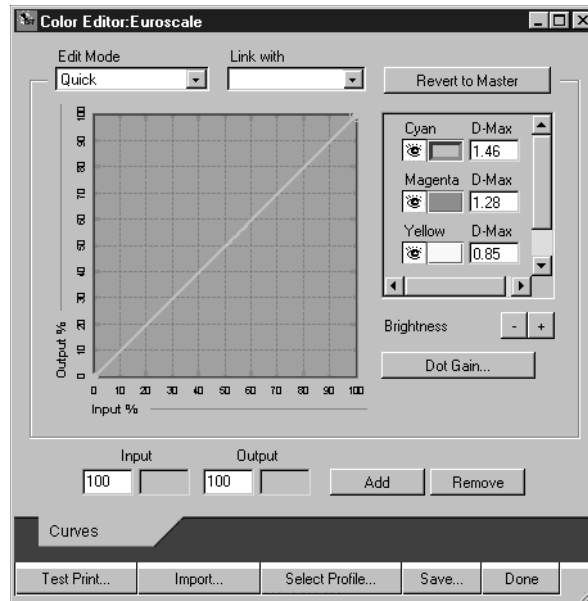 Color Editor:Euroscale
Edit Mode
Link with
Quick
Revert to Master
100
90
80
70
60
50
40
30
20
10
0
Output %
0 10 20 30 40 50 60 70 80 90 100
Input %
Cyan D-Max
1.46
Magenta D-Max
1.28
Yellow D-Max
0.85
Brightness - +
Dot Gain...
Input Output
100 100 Add Remove
Curves
Test Print... Import... Select Profile... Save... Done